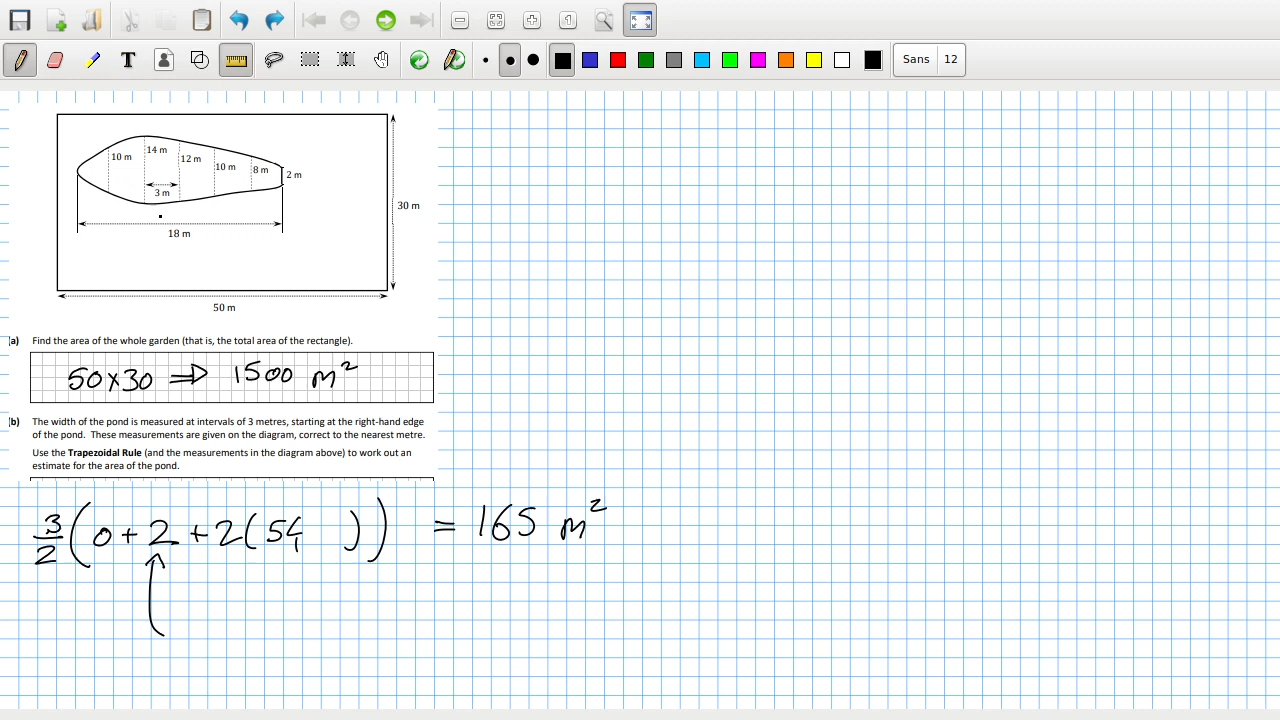 T 1 Sans 12
10 m 14 m 12 m 10 m 8 m 2 m
3 m
30 m
18 m
50 m
(a) Find the area of the whole garden (that is, the total area of the rectangle).
50×30 ⇒ 1500 m²
(b) The width of the pond is measured at intervals of 3 metres, starting at the right-hand edge
of the pond. These measurements are given on the diagram, correct to the nearest metre.
Use the Trapezoidal Rule (and the measurements in the diagram above) to work out an
estimate for the area of the pond.
3/2 (0 + 2 + 2(54 )) = 165 m²